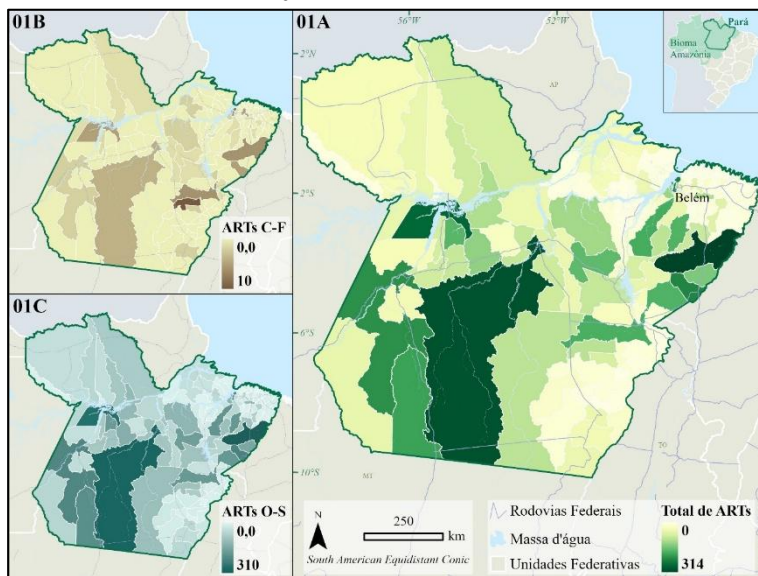 01B
ARTs C-F
0,0
10
01C
ARTs O-S
0,0
310
01A
56°W
52°W
2°N
2°S
6°S
10°S
AP
TO
Belém
Pará
Bioma
Amazônia
N
250
km
South American Equidistant Conic
Rodovias Federais
Massa d'água
Unidades Federativas
Total de ARTs
0
314